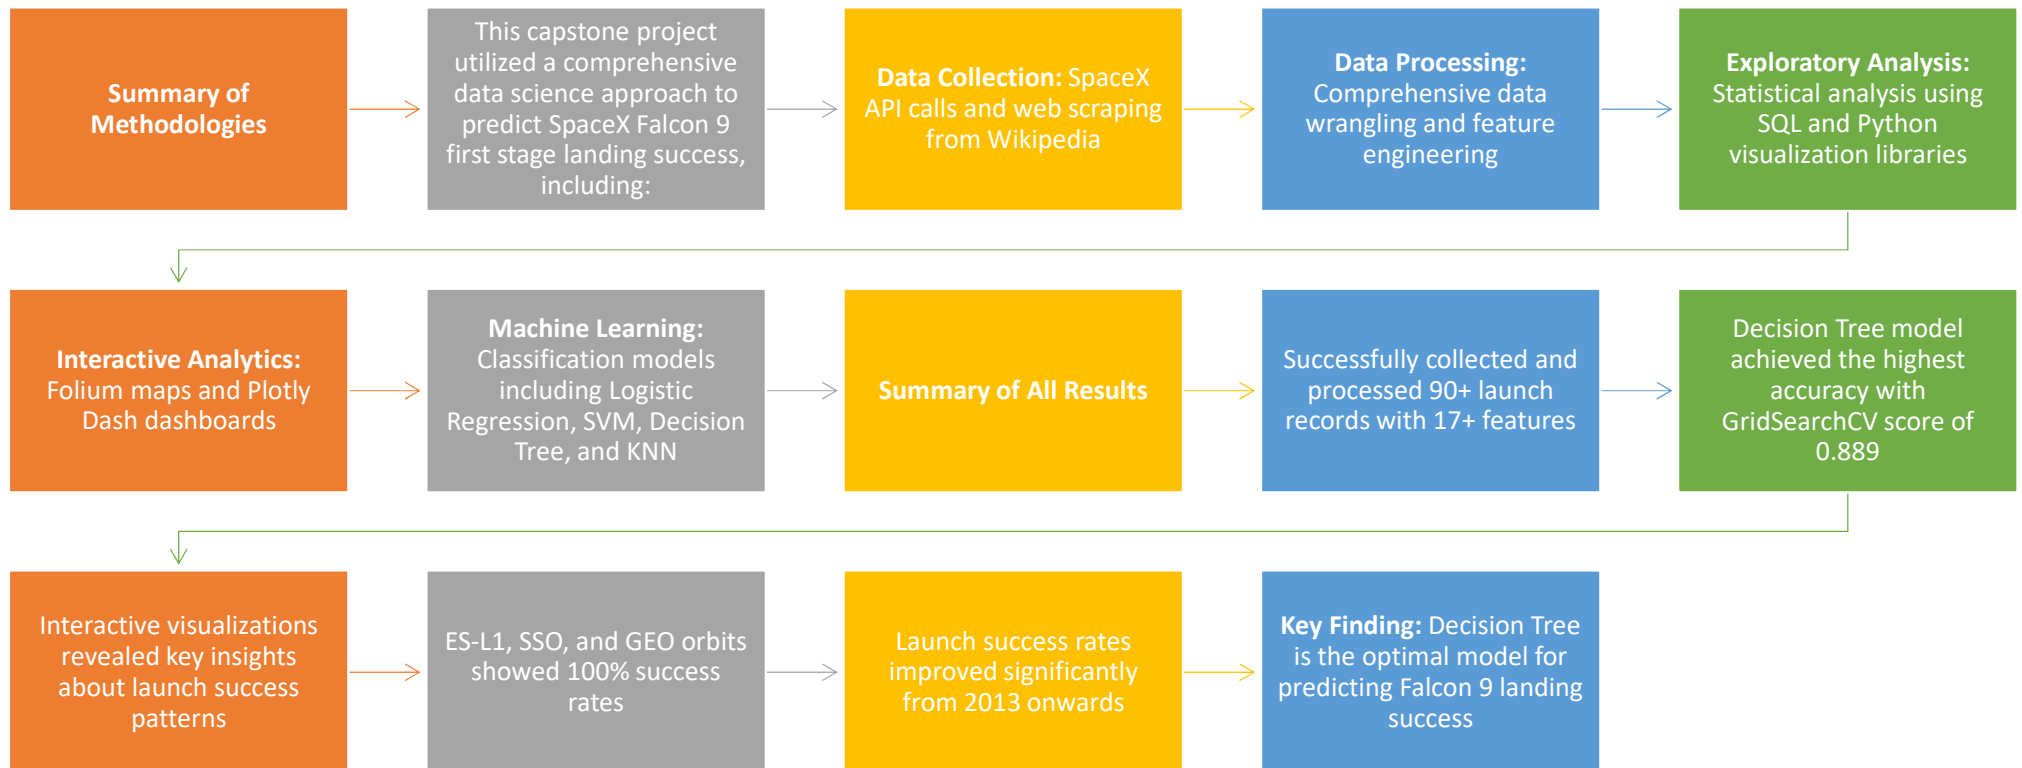 Summary of
Methodologies
This capstone project
utilized a comprehensive
data science approach to
predict SpaceX Falcon 9
first stage landing success,
including:
Data Collection: SpaceX
API calls and web scraping
from Wikipedia
Data Processing:
Comprehensive data
wrangling and feature
engineering
Exploratory Analysis:
Statistical analysis using
SQL and Python
visualization libraries
Interactive Analytics:
Folium maps and Plotly
Dash dashboards
Machine Learning:
Classification models
including Logistic
Regression, SVM, Decision
Tree, and KNN
Summary of All Results
Successfully collected and
processed 90+ launch
records with 17+ features
Decision Tree model
achieved the highest
accuracy with
GridSearchCV score of
0.889
Interactive visualizations
revealed key insights
about launch success
patterns
ES-L1, SSO, and GEO orbits
showed 100% success
rates
Launch success rates
improved significantly
from 2013 onwards
Key Finding: Decision Tree
is the optimal model for
predicting Falcon 9 landing
success